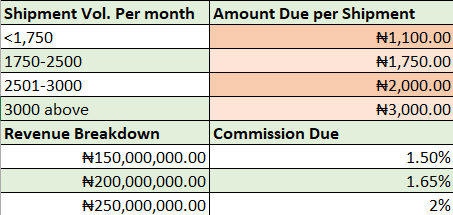 Shipment Vol. Per month Amount Due per Shipment
<1,750 ₦1,100.00
1750-2500 ₦1,750.00
2501-3000 ₦2,000.00
3000 above ₦3,000.00
Revenue Breakdown Commission Due
₦150,000,000.00 1.50%
₦200,000,000.00 1.65%
₦250,000,000.00 2%